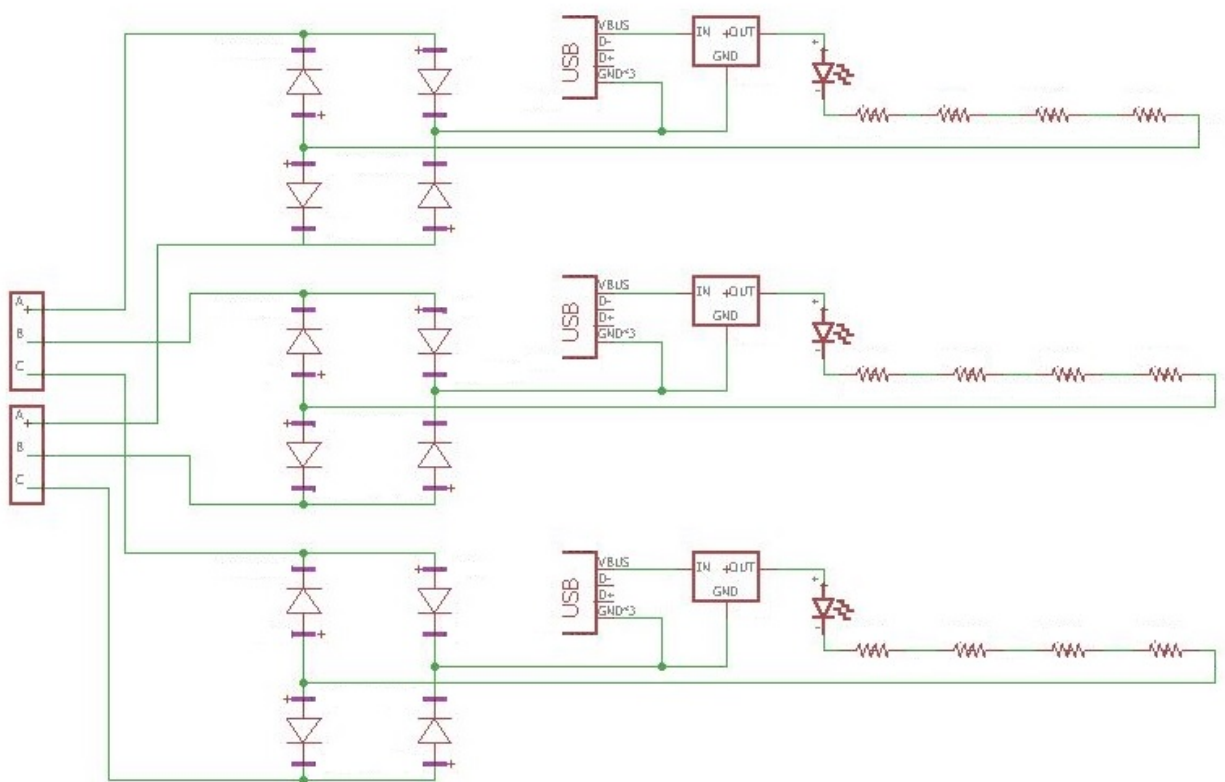 VBUS
D-
D+
GND*3
USB
IN +OUT
GND
+
-
+
+
+
+
A
+
B
C
A
+
B
C
VBUS
D-
D+
GND*3
USB
IN +OUT
GND
+
-
+
+
+
+
VBUS
D-
D+
GND*3
USB
IN +OUT
GND
+
-
+
+
+
+